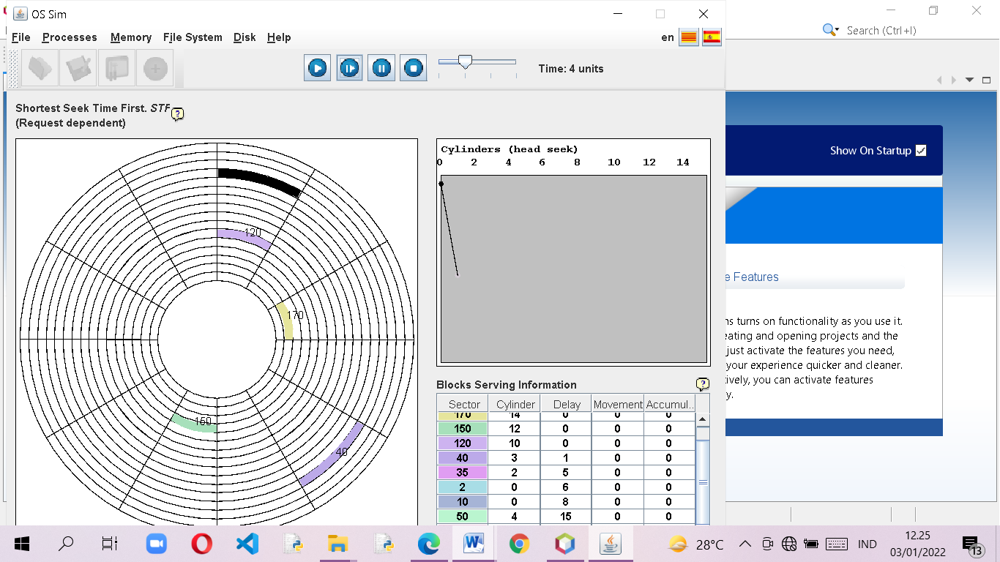 OS Sim
File Processes Memory File System Disk Help
en
Search (Ctrl+I)
Time: 4 units
Shortest Seek Time First. STF
(Request dependent)
?
120
170
150
40
Cylinders (head seek)
0 2 4 6 8 10 12 14
Blocks Serving Information
?
Sector Cylinder Delay Movement Accumul..
170 14 0 0 0
150 12 0 0 0
120 10 0 0 0
40 3 1 0 0
35 2 5 0 0
2 0 6 0 0
10 0 8 0 0
50 4 15 0 0
Show On Startup
e Features
ns turns on functionality as you use it.
eating and opening projects and the
just activate the features you need,
your experience quicker and cleaner.
tively, you can activate features
y.
28°C
IND
12.25
03/01/2022
13